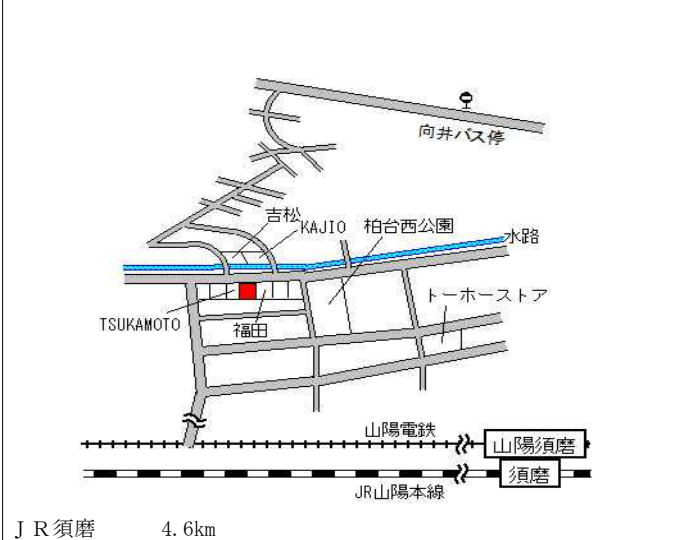 向井バス停
吉松
KAJIO
柏台西公園
水路
トーホーストア
TSUKAMOTO
福田
山陽電鉄
山陽須磨
須磨
JR山陽本線
ＪＲ須磨　　　4.6km